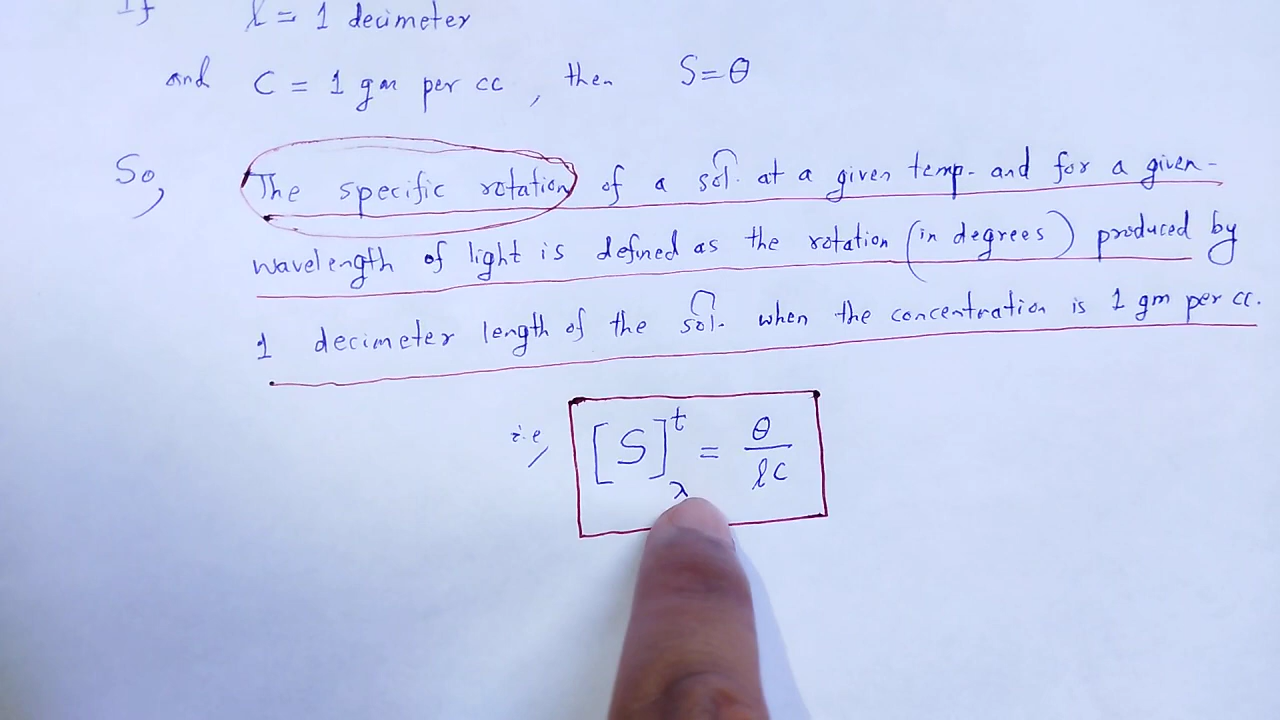 If l = 1 decimeter
and C = 1 gm per cc, then S = θ
So, The specific rotation of a sol. at a given temp. and for a given-
wavelength of light is defined as the rotation (in degrees) produced by
1 decimeter length of the sol. when the concentration is 1 gm per cc.
i.e, [S]^t_λ = θ/lC